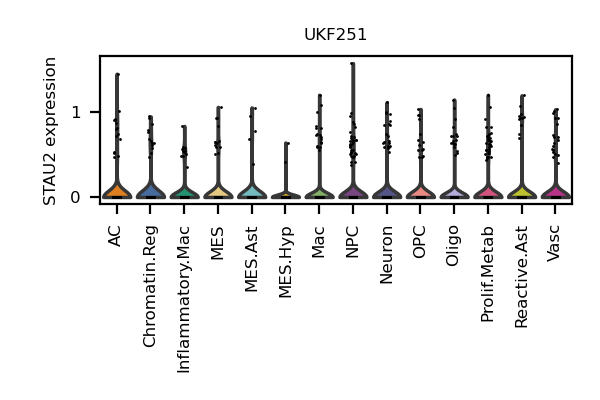 UKF251
STAU2 expression
1
0
AC
Chromatin.Reg
Inflammatory.Mac
MES
MES.Ast
MES.Hyp
Mac
NPC
Neuron
OPC
Oligo
Prolif.Metab
Reactive.Ast
Vasc